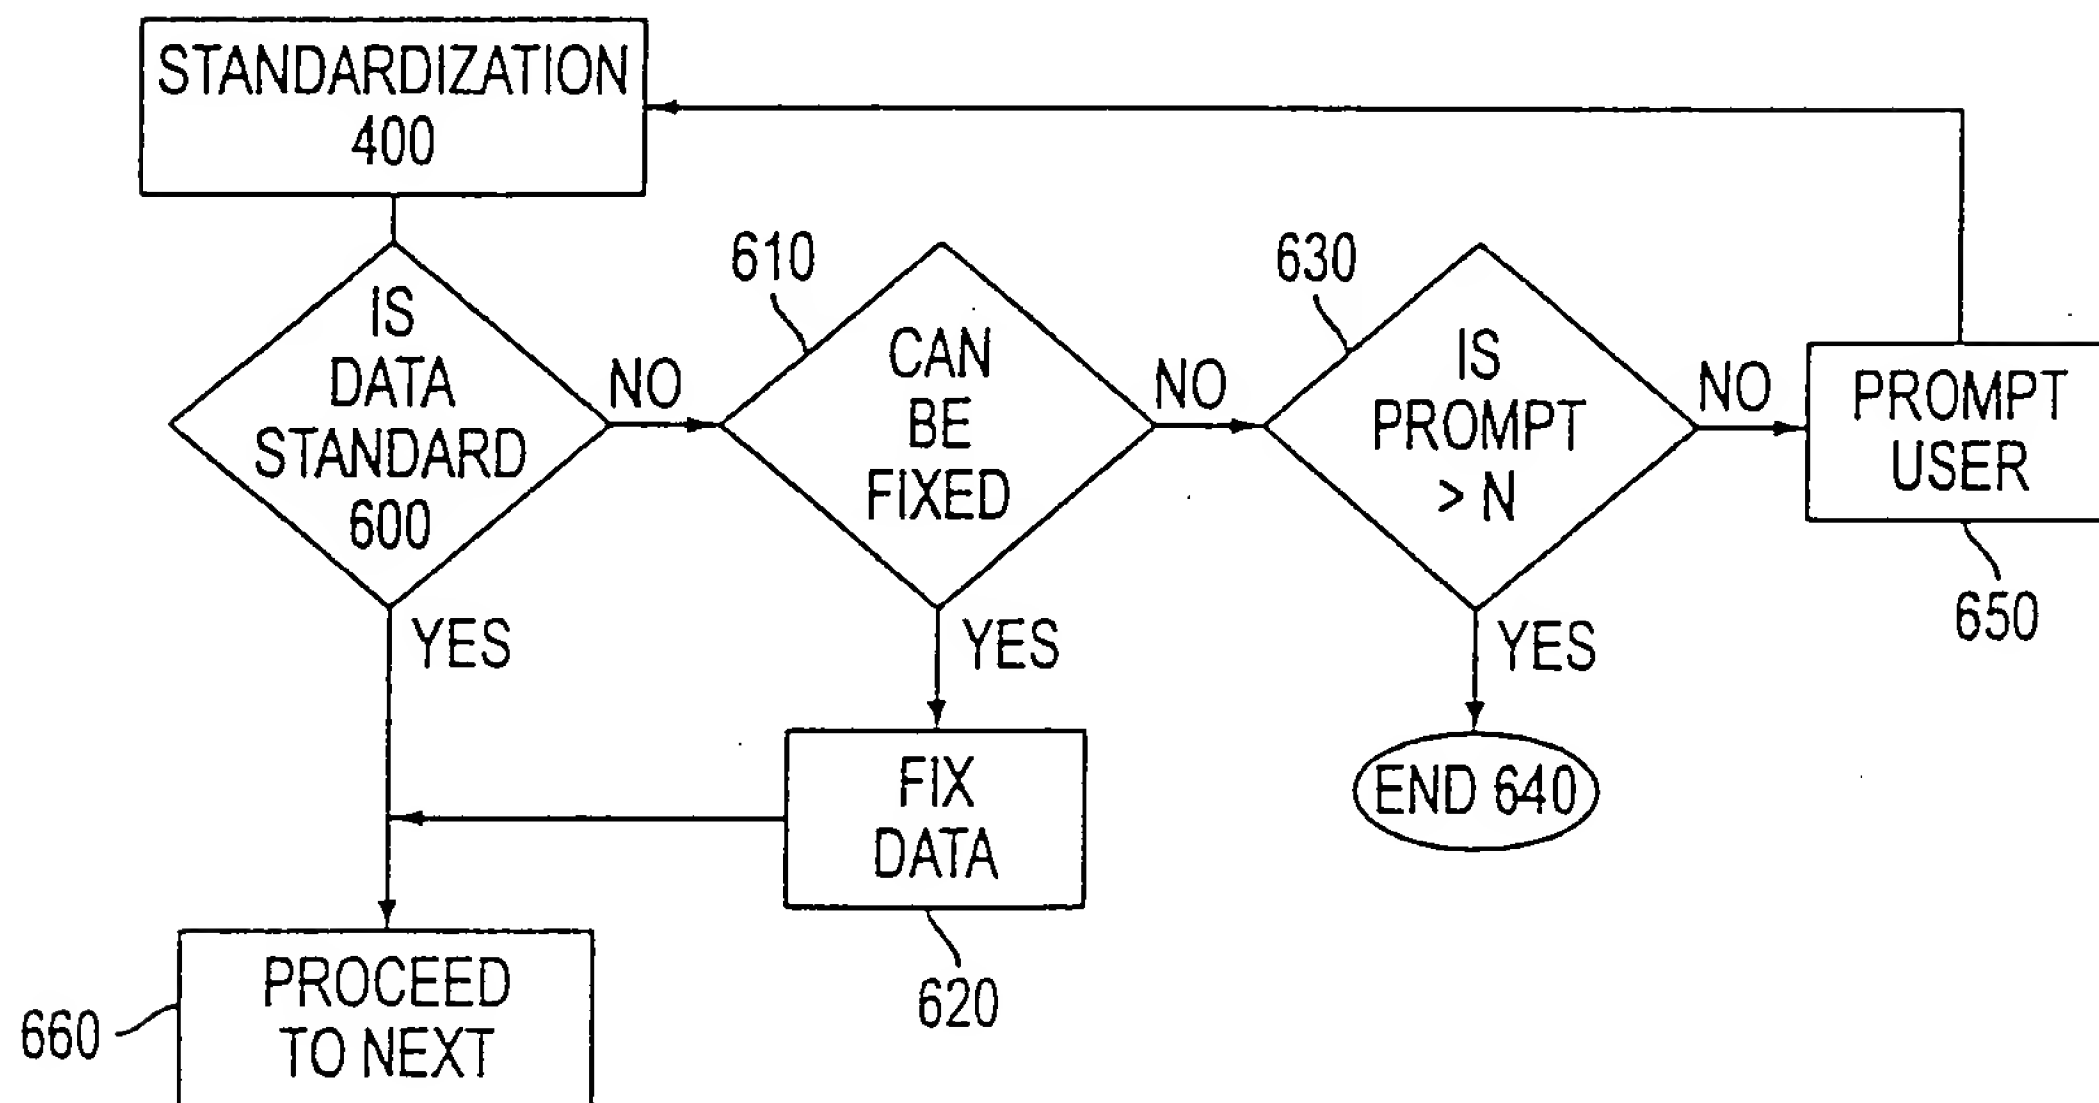 STANDARDIZATION
400
IS
DATA
STANDARD
600
NO
YES
610
CAN
BE
FIXED
NO
YES
630
IS
PROMPT
> N
NO
YES
PROMPT
USER
650
FIX
DATA
620
END 640
PROCEED
TO NEXT
660